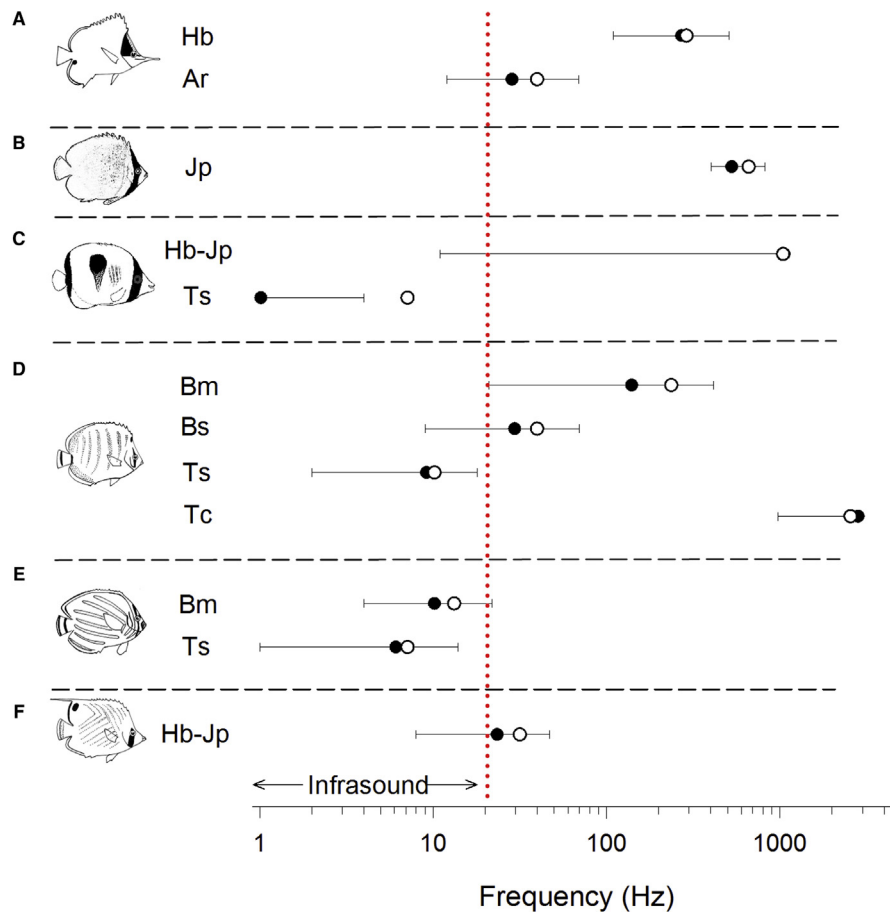 A
Hb
Ar
B
Jp
C
Hb-Jp
Ts
D
Bm
Bs
Ts
Tc
E
Bm
Ts
F
Hb-Jp
Infrasound
1 10 100 1000
Frequency (Hz)